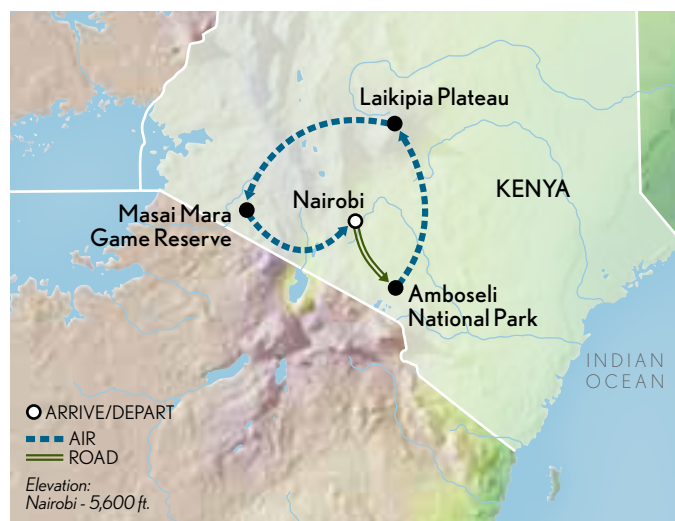 Laikipia Plateau
KENYA
Nairobi
Masai Mara
Game Reserve
Amboseli
National Park
INDIAN
OCEAN
ARRIVE/DEPART
AIR
ROAD
Elevation:
Nairobi - 5,600 ft.